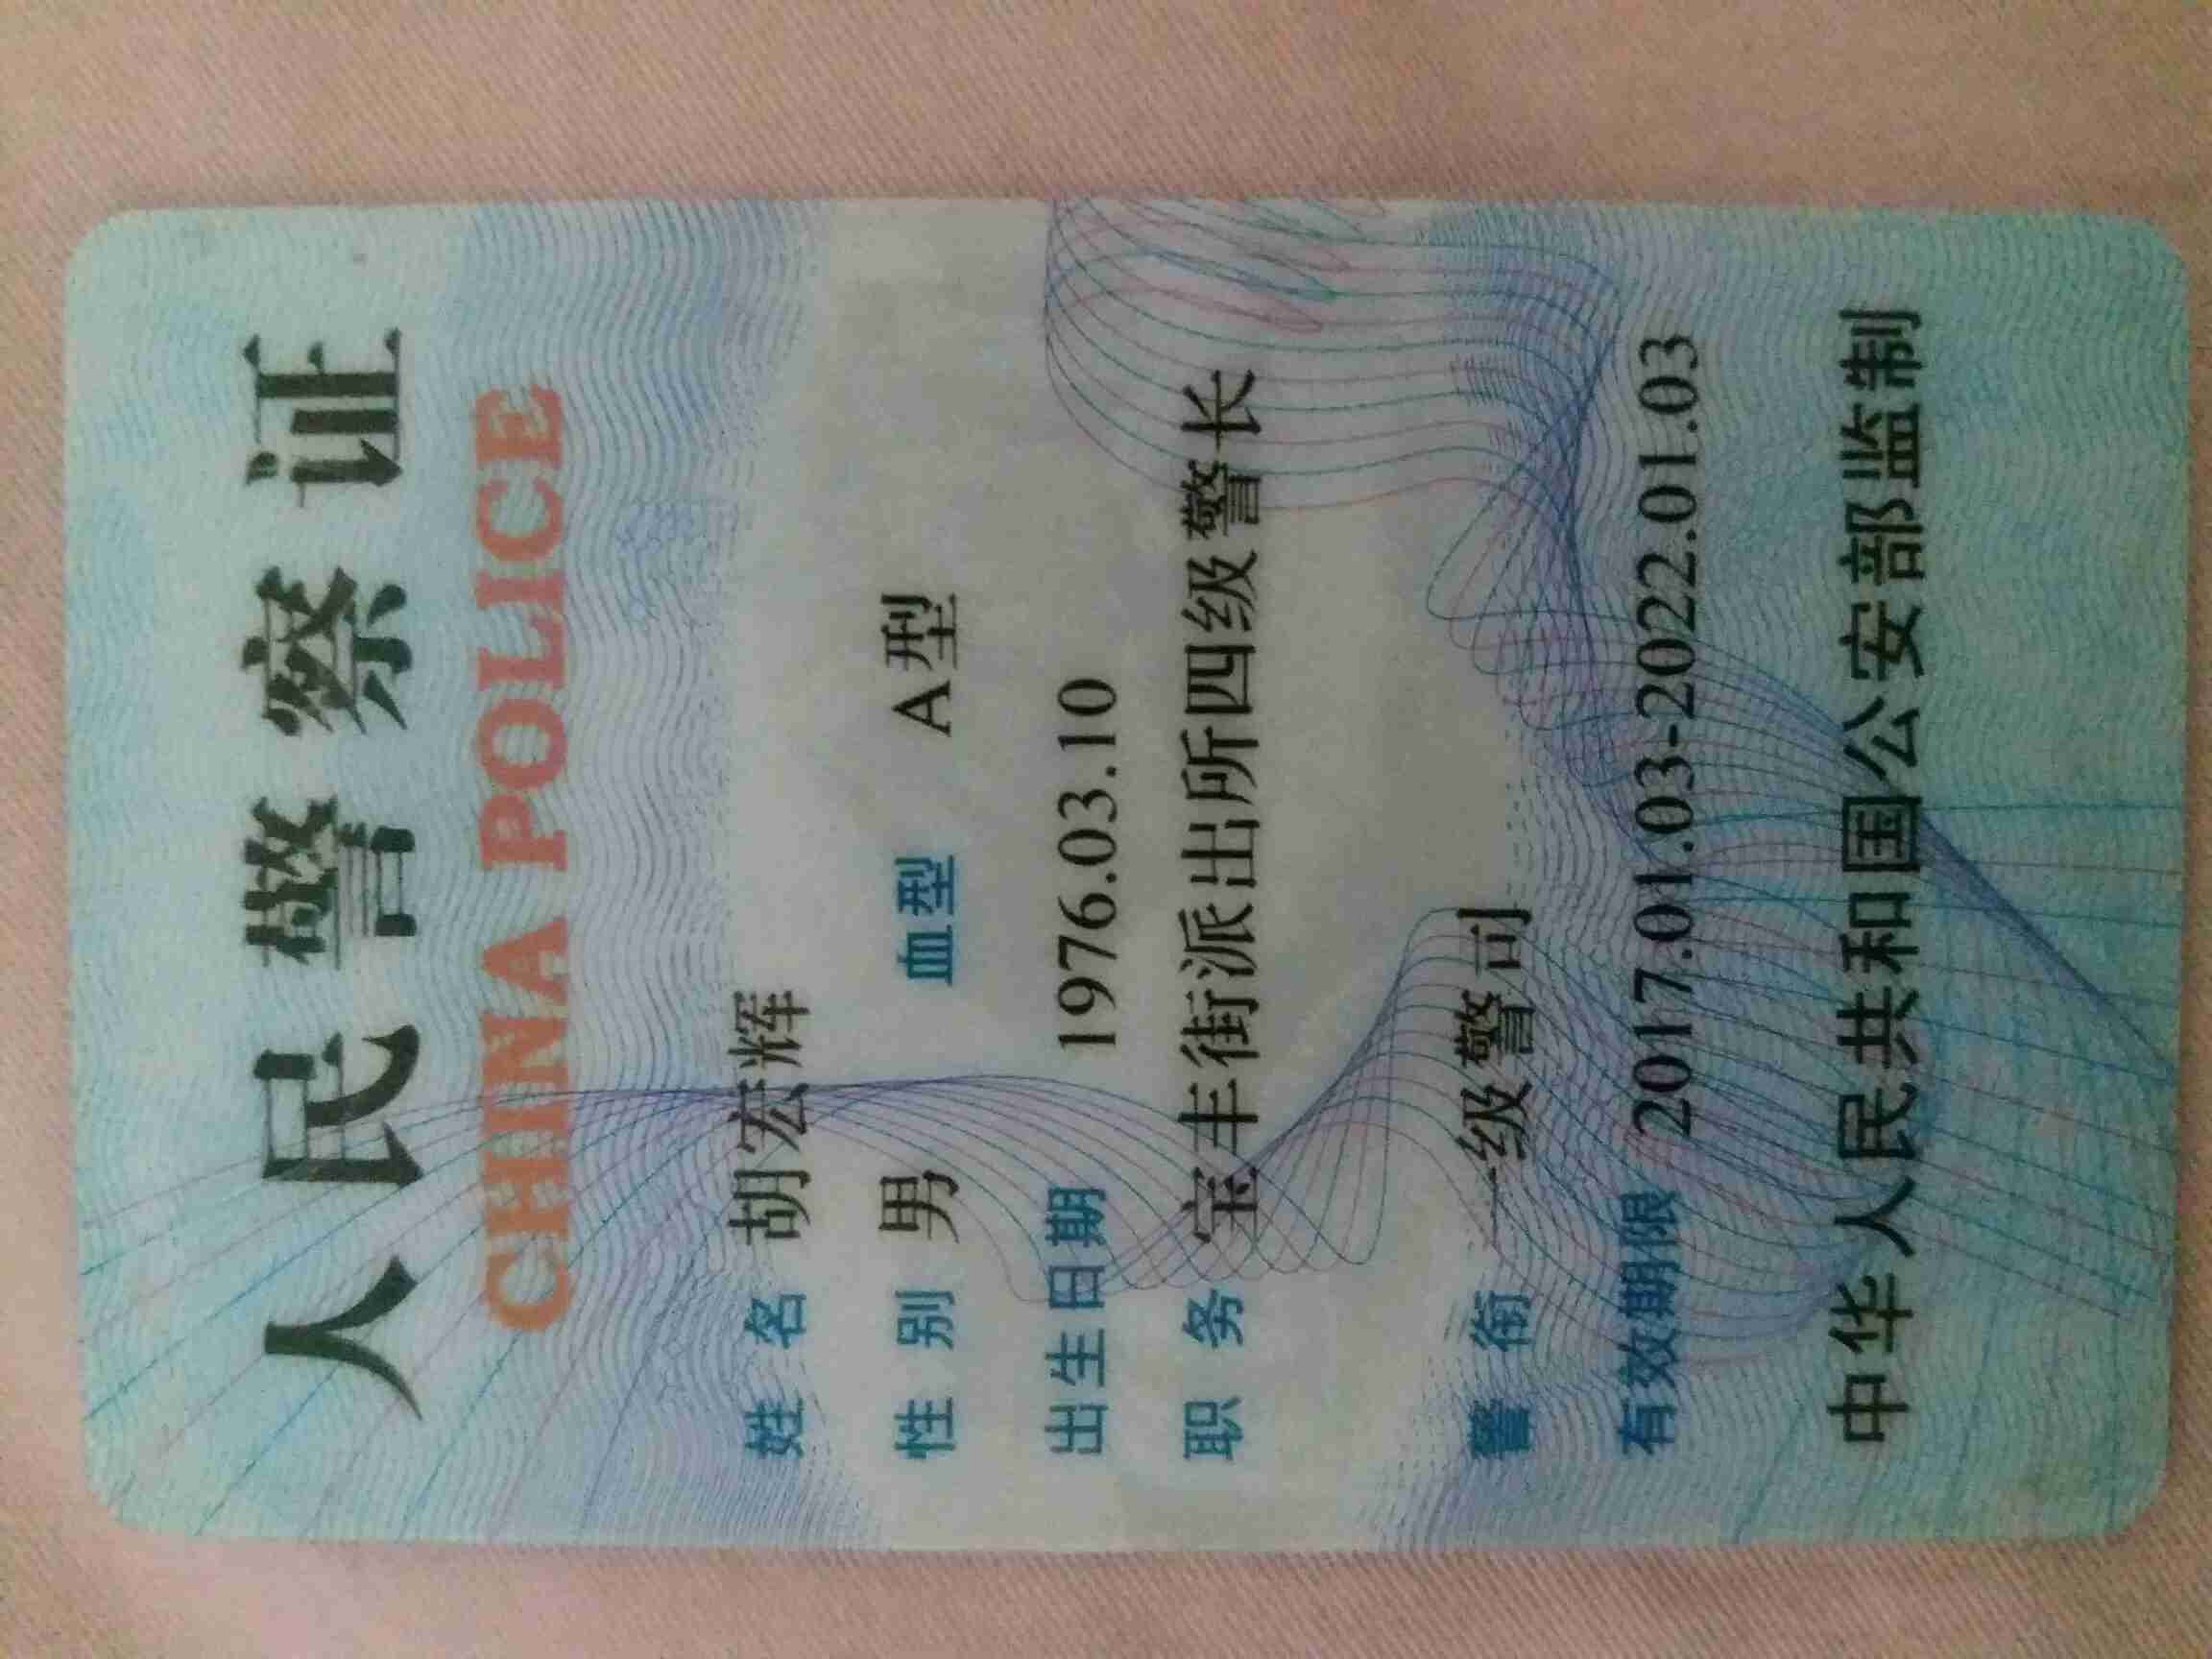 人民警察证
CHINA POLICE
姓名 胡宏辉
性别 男 血型 A型
出生日期 1976.03.10
职务 宝丰街派出所四级警长
警衔 一级警司
有效期限 2017.01.03-2022.01.03
中华人民共和国公安部监制